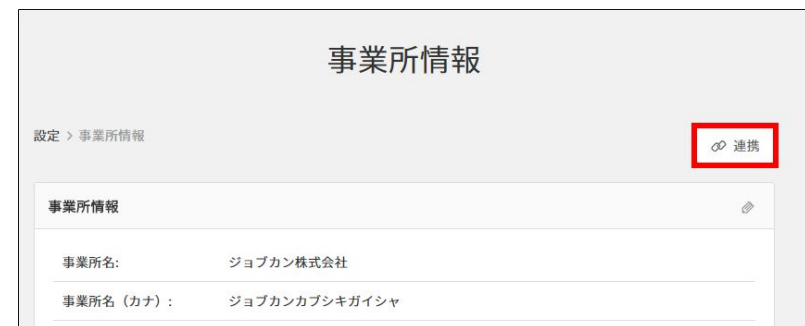 事業所情報
設定 > 事業所情報
連携
事業所情報
事業所名: ジョブカン株式会社
事業所名（カナ）: ジョブカンカブシキガイシャ